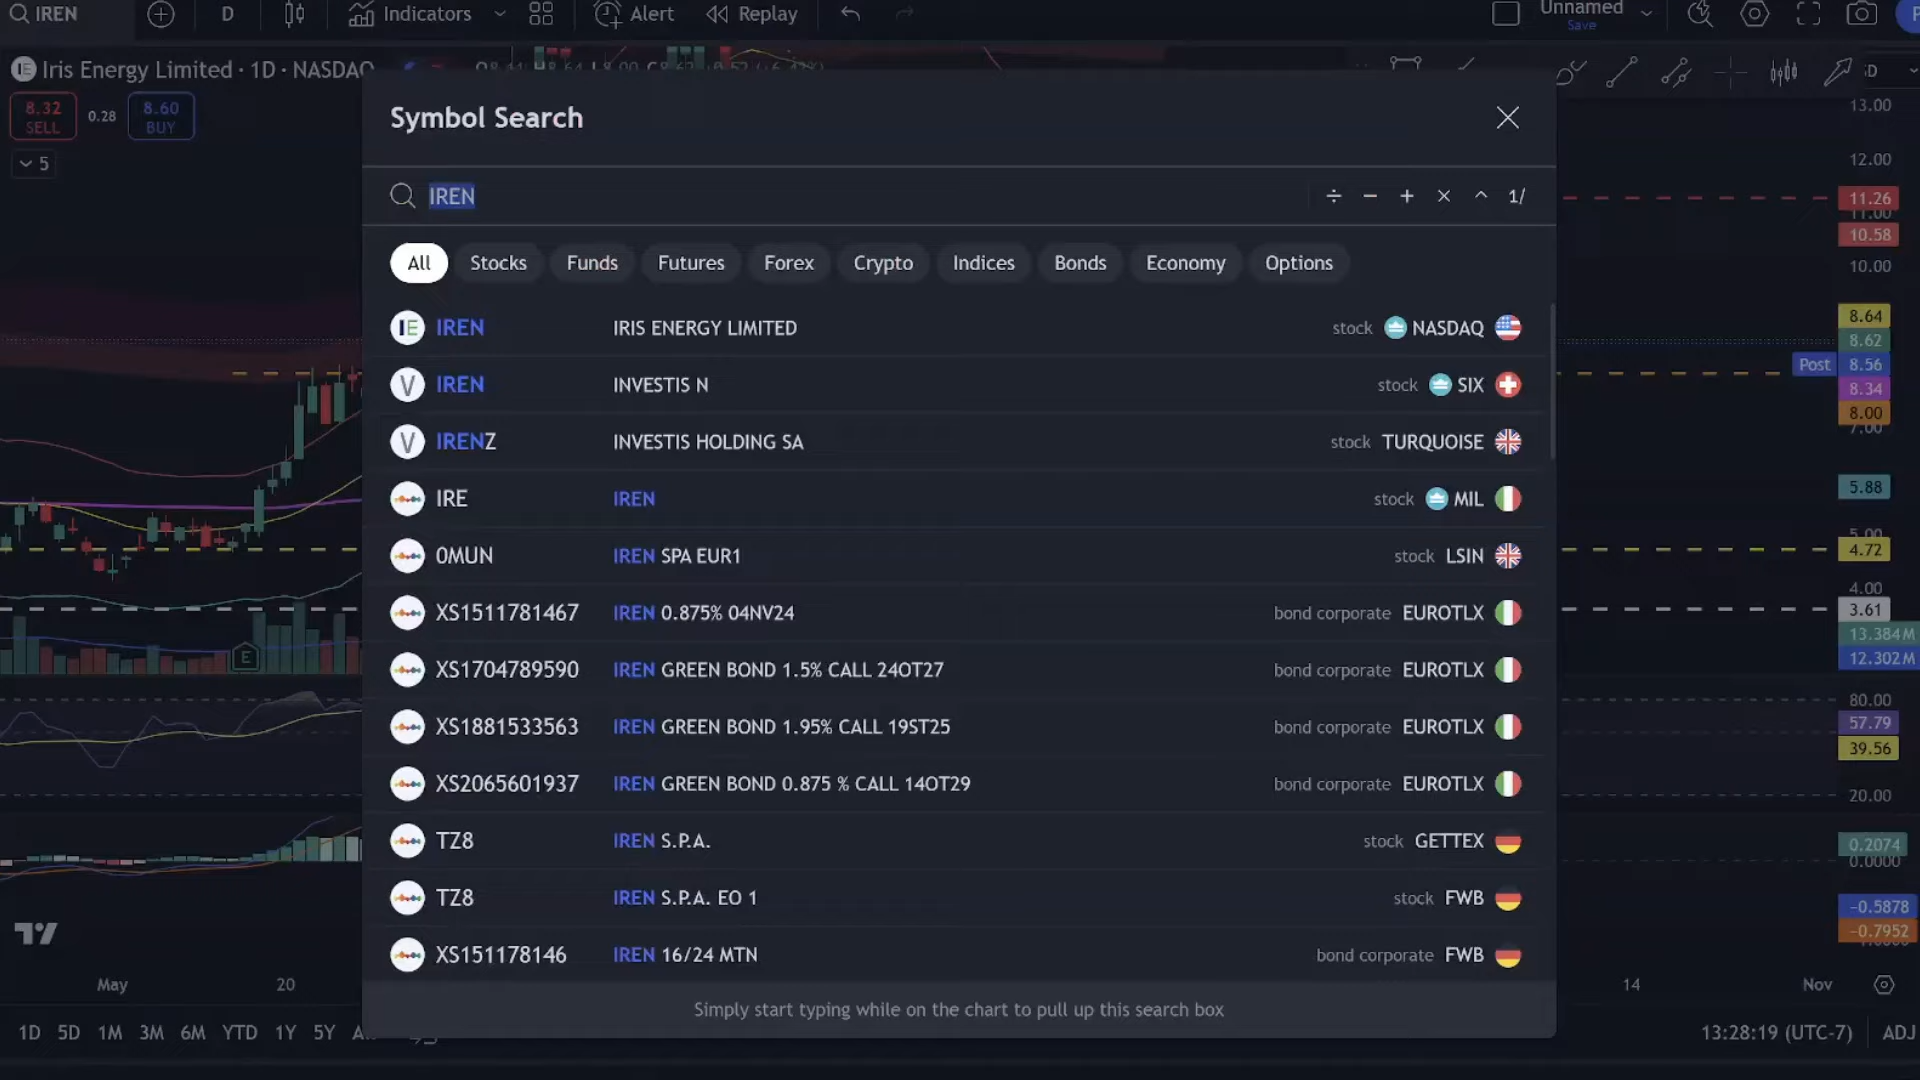 IREN
D
Indicators
Alert
Replay
Unnamed
Save
Iris Energy Limited · 1D · NASDAQ
8.32
SELL
0.28
8.60
BUY
5
Symbol Search
IREN
÷ − + × ^ 1/
All Stocks Funds Futures Forex Crypto Indices Bonds Economy Options
IREN IRIS ENERGY LIMITED stock NASDAQ
IREN INVESTIS N stock SIX
IRENZ INVESTIS HOLDING SA stock TURQUOISE
IRE IREN stock MIL
0MUN IREN SPA EUR1 stock LSIN
XS1511781467 IREN 0.875% 04NV24 bond corporate EUROTLX
XS1704789590 IREN GREEN BOND 1.5% CALL 24OT27 bond corporate EUROTLX
XS1881533563 IREN GREEN BOND 1.95% CALL 19ST25 bond corporate EUROTLX
XS2065601937 IREN GREEN BOND 0.875 % CALL 14OT29 bond corporate EUROTLX
TZ8 IREN S.P.A. stock GETTEX
TZ8 IREN S.P.A. EO 1 stock FWB
XS151178146 IREN 16/24 MTN bond corporate FWB
Simply start typing while on the chart to pull up this search box
13.00
12.00
11.26
11.00
10.58
10.00
8.64
8.62
Post 8.56
8.34
8.00
7.00
5.88
5.00
4.72
4.00
3.61
13.384M
12.302M
80.00
57.79
39.56
20.00
0.2074
0.0000
−0.5878
−0.7952
E
May 20 14 Nov
1D 5D 1M 3M 6M YTD 1Y 5Y
13:28:19 (UTC-7) ADJ